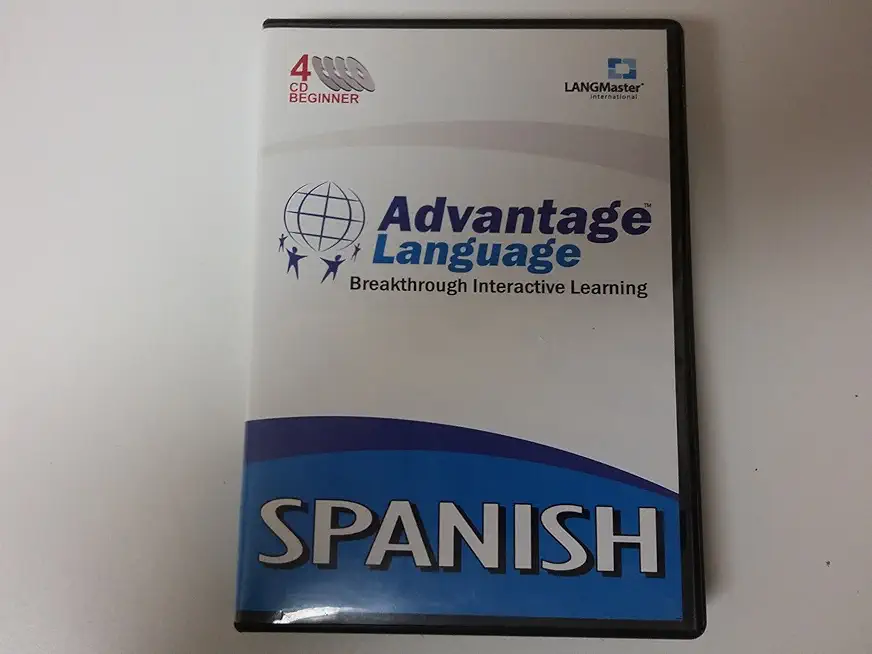 4
CD
BEGINNER
LANGMaster®
international
Advantage™
Language
Breakthrough Interactive Learning
SPANISH